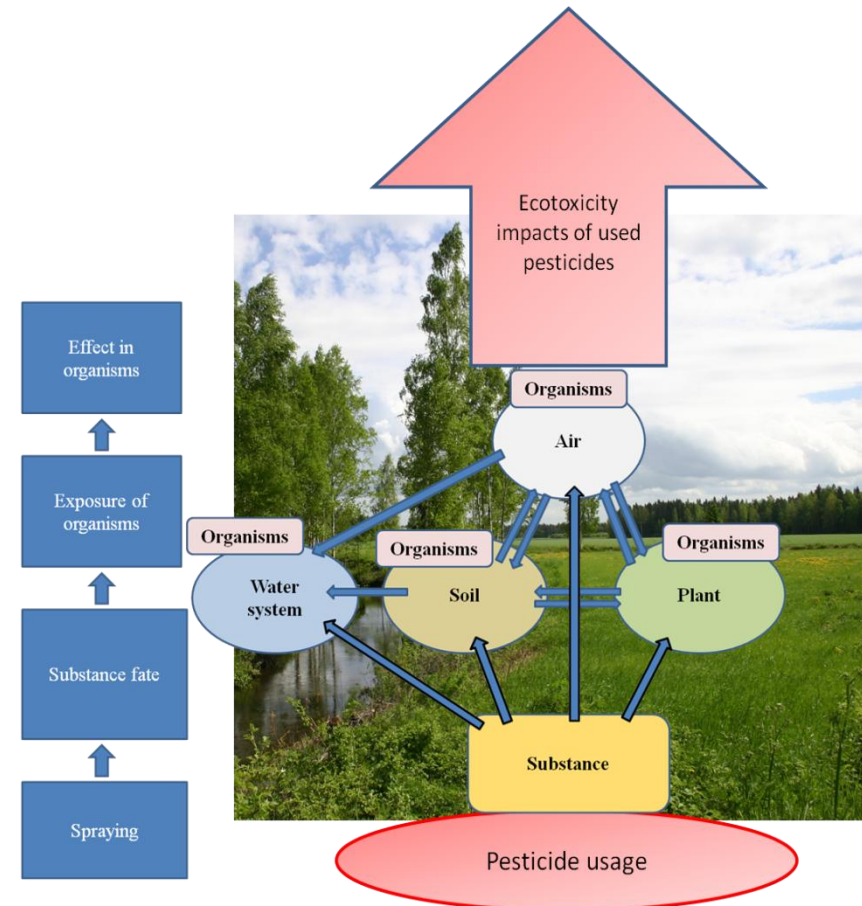 Ecotoxicity
impacts of used
pesticides
Effect in
organisms
Exposure of
organisms
Substance fate
Spraying
Organisms
Air
Organisms
Water
system
Organisms
Soil
Organisms
Plant
Substance
Pesticide usage